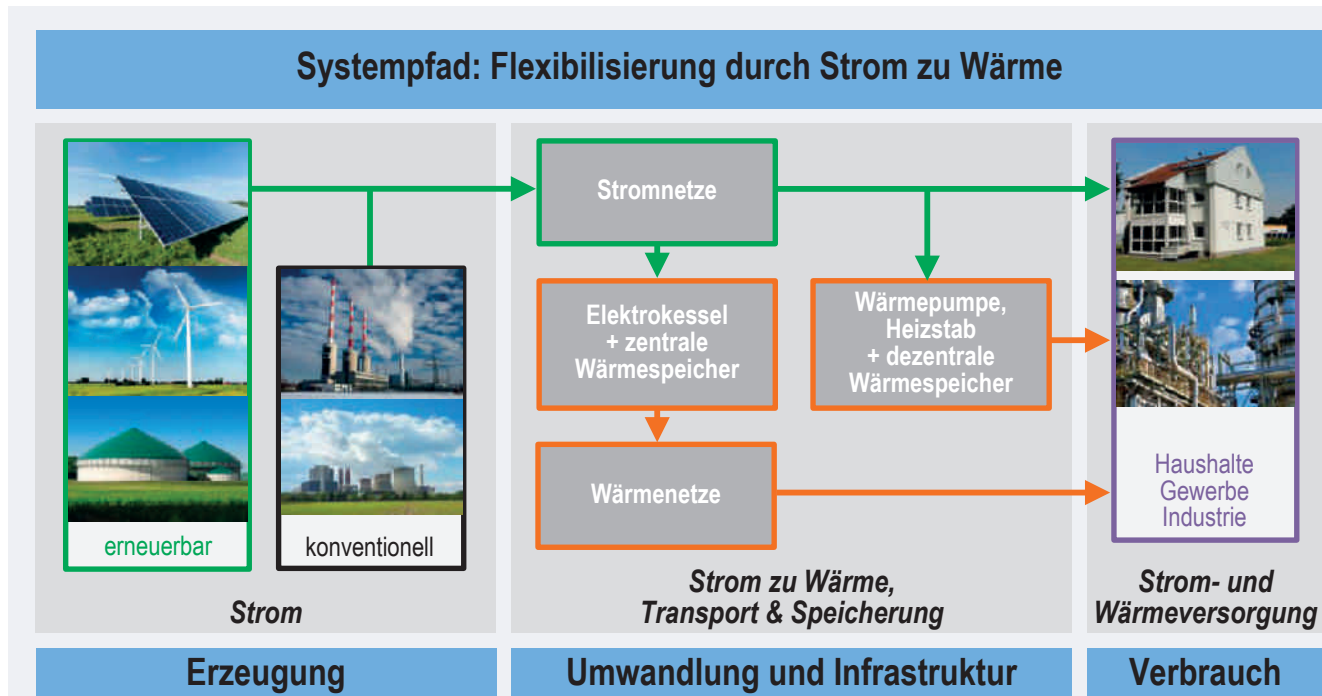 Systempfad: Flexibilisierung durch Strom zu Wärme
erneuerbar
konventionell
Strom
Stromnetze
Elektrokessel
+ zentrale
Wärmespeicher
Wärmepumpe,
Heizstab
+ dezentrale
Wärmespeicher
Wärmenetze
Strom zu Wärme,
Transport & Speicherung
Haushalte
Gewerbe
Industrie
Strom- und
Wärmeversorgung
Erzeugung
Umwandlung und Infrastruktur
Verbrauch